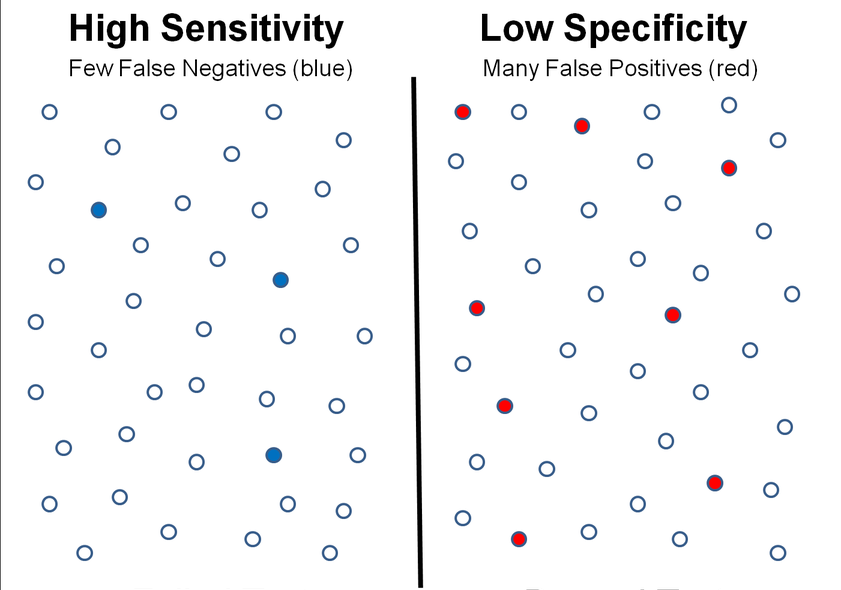 High Sensitivity
Few False Negatives (blue)
Low Specificity
Many False Positives (red)